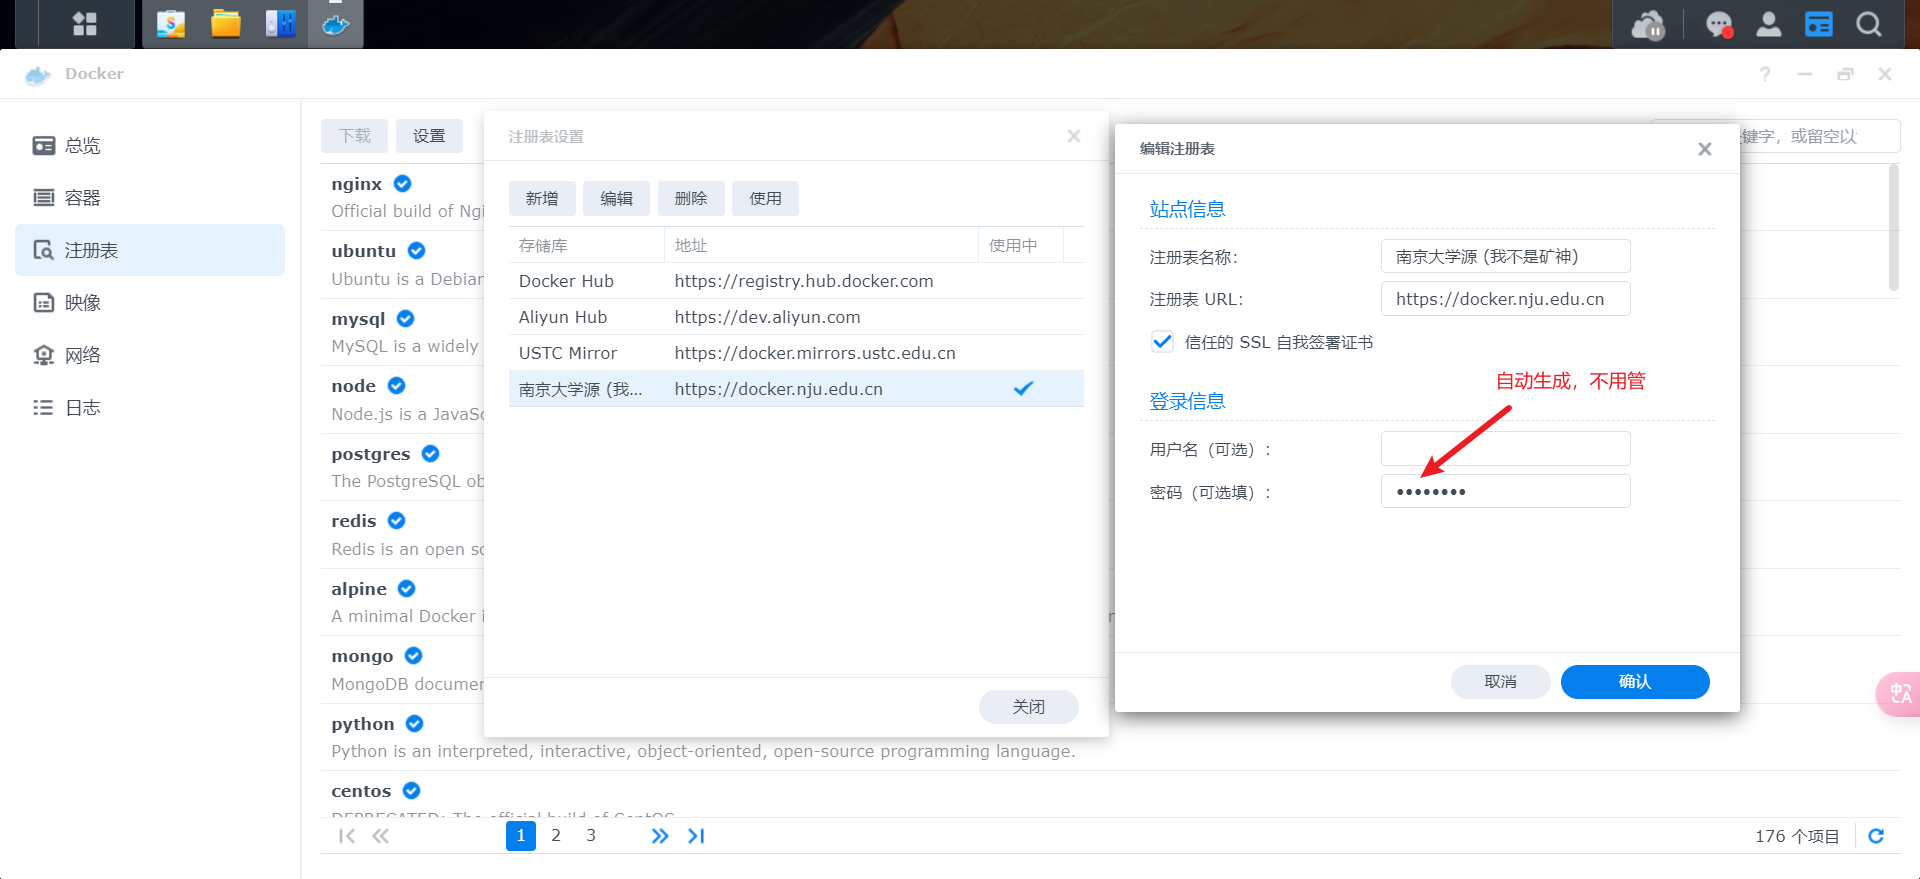 Docker
总览
容器
注册表
映像
网络
日志
下载
设置
键字，或留空以
nginx
Official build of Ngi
ubuntu
Ubuntu is a Debian
mysql
MySQL is a widely
node
Node.js is a JavaSc
postgres
The PostgreSQL ob
redis
Redis is an open so
alpine
A minimal Docker i
mongo
MongoDB documen
python
Python is an interpreted, interactive, object-oriented, open-source programming language.
centos
DEPRECATED; The official build of CentOS.
1 2 3
176 个项目
注册表设置
新增 编辑 删除 使用
存储库 地址 使用中
Docker Hub https://registry.hub.docker.com
Aliyun Hub https://dev.aliyun.com
USTC Mirror https://docker.mirrors.ustc.edu.cn
南京大学源 (我... https://docker.nju.edu.cn
关闭
编辑注册表
站点信息
注册表名称: 南京大学源 (我不是矿神)
注册表 URL: https://docker.nju.edu.cn
信任的 SSL 自我签署证书
自动生成，不用管
登录信息
用户名（可选）:
密码（可选填）: ••••••••
取消 确认